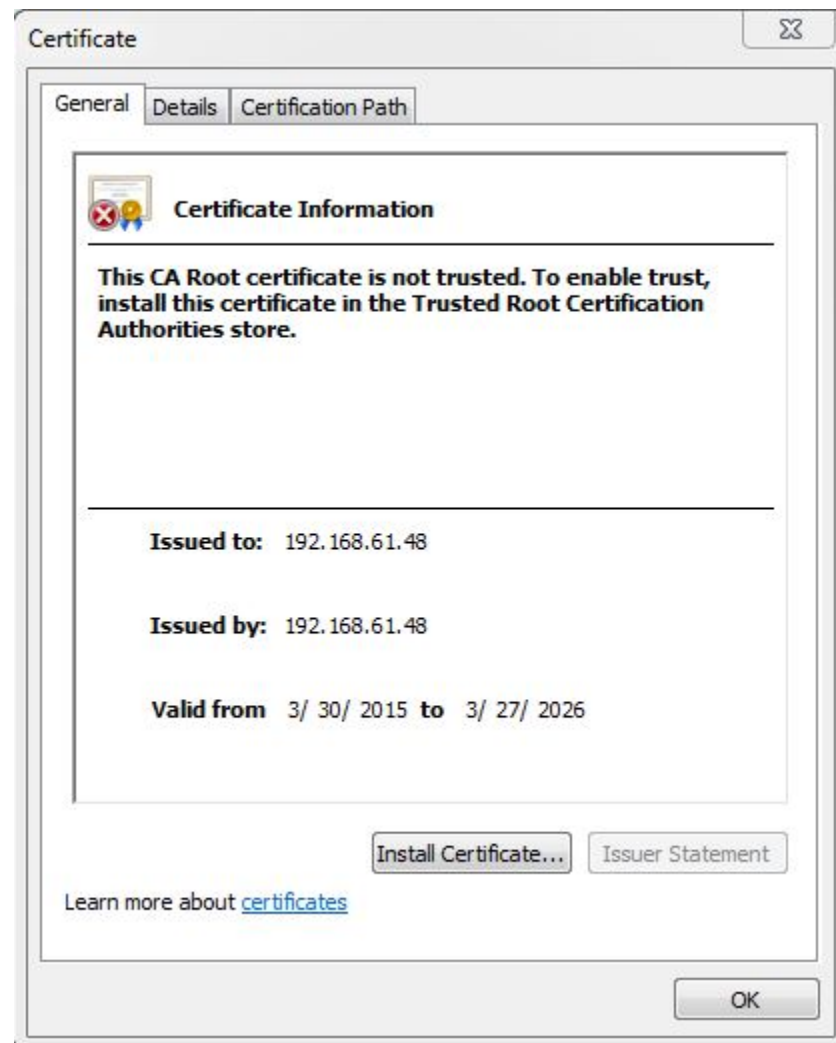 Certificate
General Details Certification Path
Certificate Information
This CA Root certificate is not trusted. To enable trust,
install this certificate in the Trusted Root Certification
Authorities store.
Issued to: 192.168.61.48
Issued by: 192.168.61.48
Valid from 3/ 30/ 2015 to 3/ 27/ 2026
Install Certificate... Issuer Statement
Learn more about certificates
OK